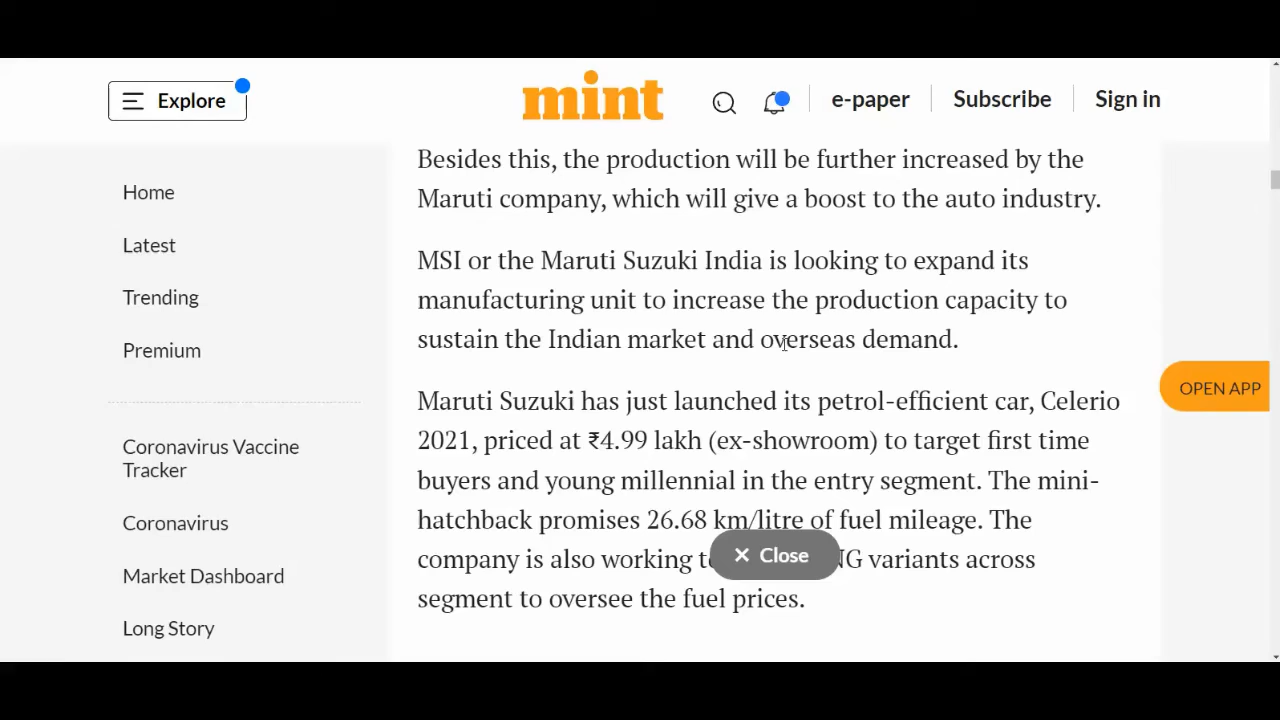 Explore
mint
e-paper
Subscribe
Sign in
Home
Latest
Trending
Premium
Coronavirus Vaccine
Tracker
Coronavirus
Market Dashboard
Long Story
Besides this, the production will be further increased by the
Maruti company, which will give a boost to the auto industry.
MSI or the Maruti Suzuki India is looking to expand its
manufacturing unit to increase the production capacity to
sustain the Indian market and overseas demand.
Maruti Suzuki has just launched its petrol-efficient car, Celerio
2021, priced at ₹4.99 lakh (ex-showroom) to target first time
buyers and young millennial in the entry segment. The mini-
hatchback promises 26.68 km/litre of fuel mileage. The
company is also working variants across
segment to oversee the fuel prices.
Close
OPEN APP